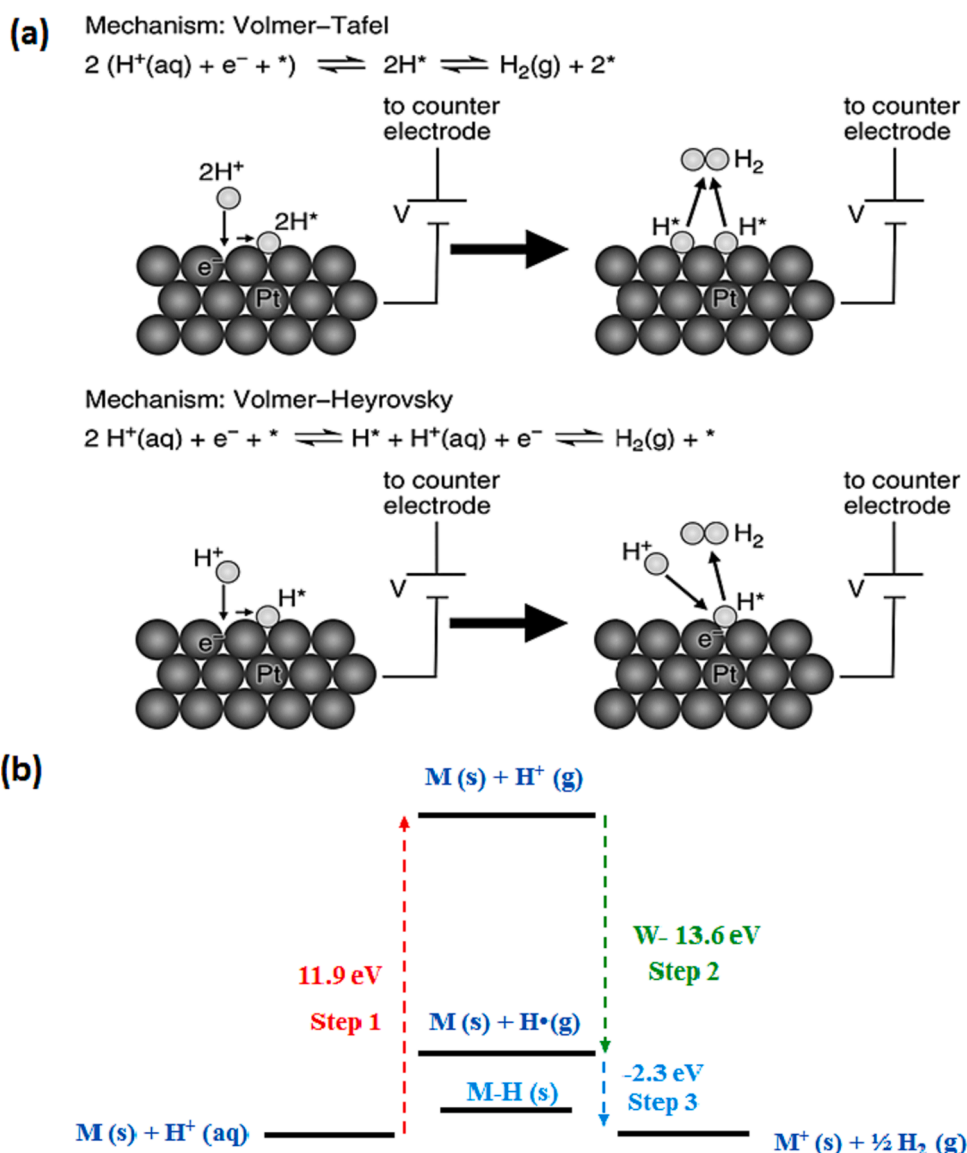 (a)
Mechanism: Volmer–Tafel
2 (H⁺(aq) + e⁻ + *) ⇌ 2H* ⇌ H₂(g) + 2*
to counter
electrode
2H⁺
2H*
V
e⁻
Pt
to counter
electrode
H₂
H*
H*
V
Pt
Mechanism: Volmer–Heyrovsky
2 H⁺(aq) + e⁻ + * ⇌ H* + H⁺(aq) + e⁻ ⇌ H₂(g) + *
to counter
electrode
H⁺
H*
V
e⁻
Pt
to counter
electrode
H⁺
H₂
H*
V
e⁻
Pt
(b)
M (s) + H⁺ (g)
W- 13.6 eV
Step 2
11.9 eV
Step 1
M (s) + H•(g)
-2.3 eV
Step 3
M-H (s)
M (s) + H⁺ (aq)
M⁺ (s) + ½ H₂ (g)